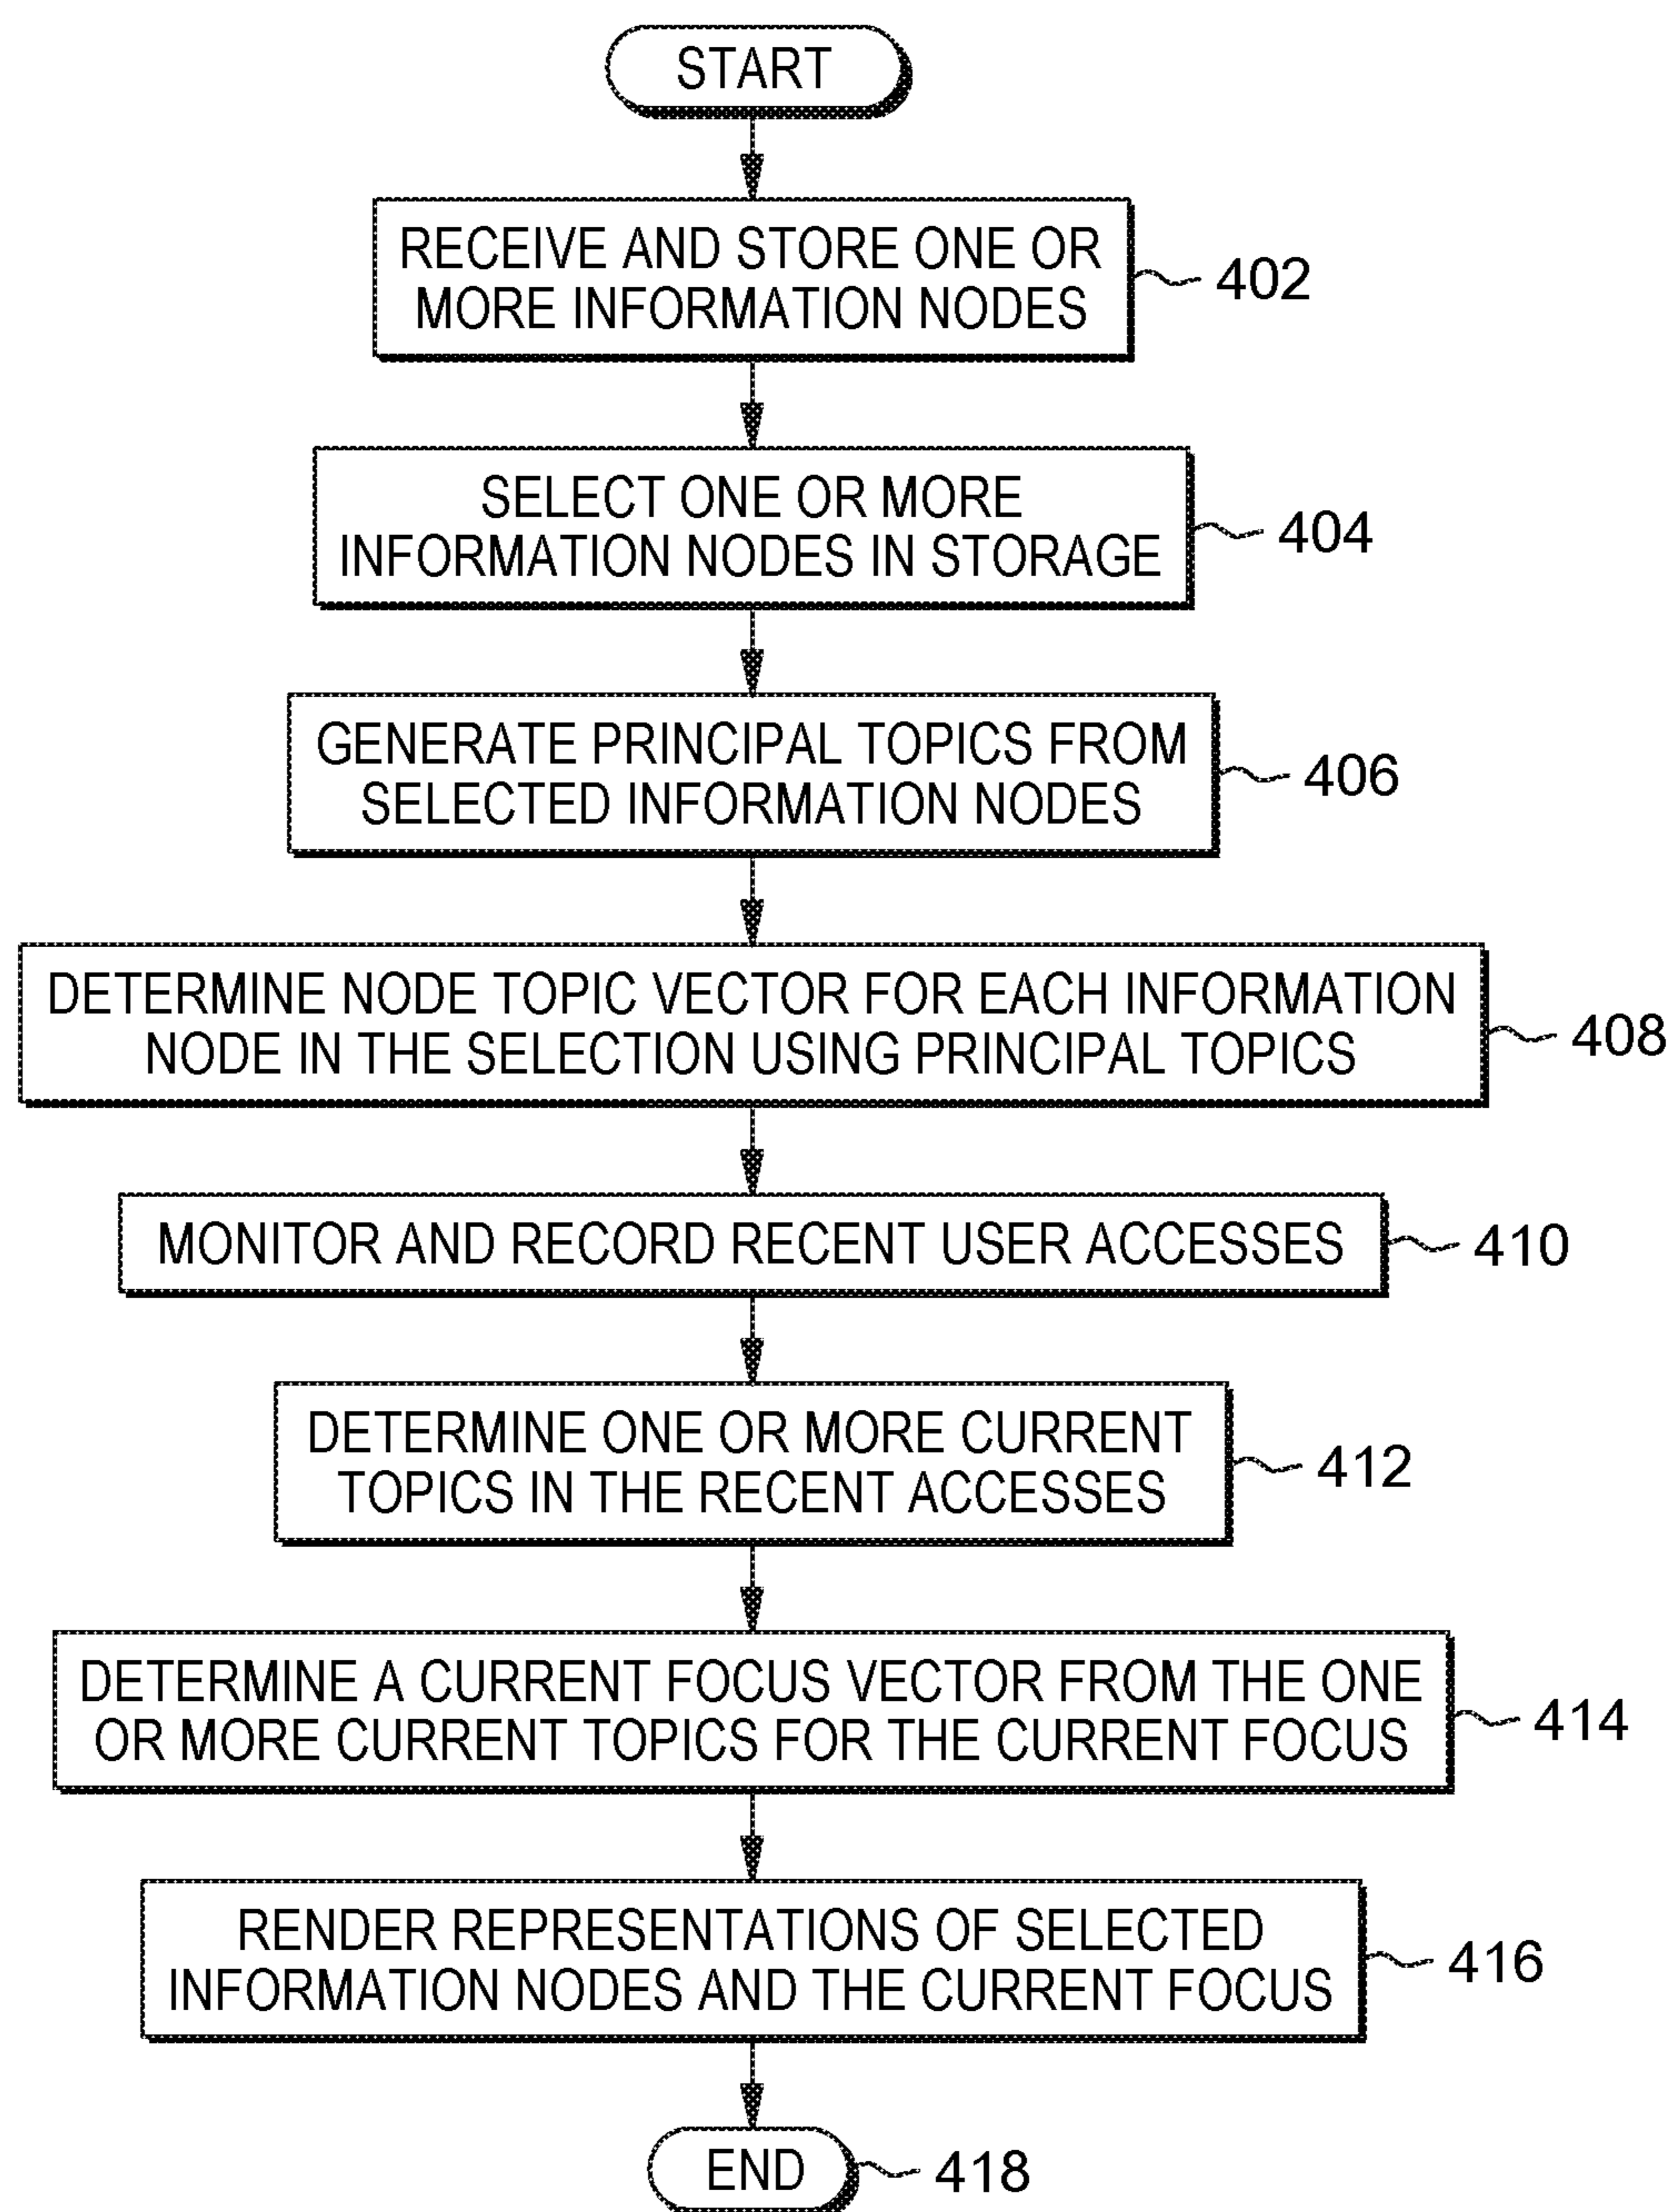 START
RECEIVE AND STORE ONE OR
MORE INFORMATION NODES
402
SELECT ONE OR MORE
INFORMATION NODES IN STORAGE
404
GENERATE PRINCIPAL TOPICS FROM
SELECTED INFORMATION NODES
406
DETERMINE NODE TOPIC VECTOR FOR EACH INFORMATION
NODE IN THE SELECTION USING PRINCIPAL TOPICS
408
MONITOR AND RECORD RECENT USER ACCESSES
410
DETERMINE ONE OR MORE CURRENT
TOPICS IN THE RECENT ACCESSES
412
DETERMINE A CURRENT FOCUS VECTOR FROM THE ONE
OR MORE CURRENT TOPICS FOR THE CURRENT FOCUS
414
RENDER REPRESENTATIONS OF SELECTED
INFORMATION NODES AND THE CURRENT FOCUS
416
END
418